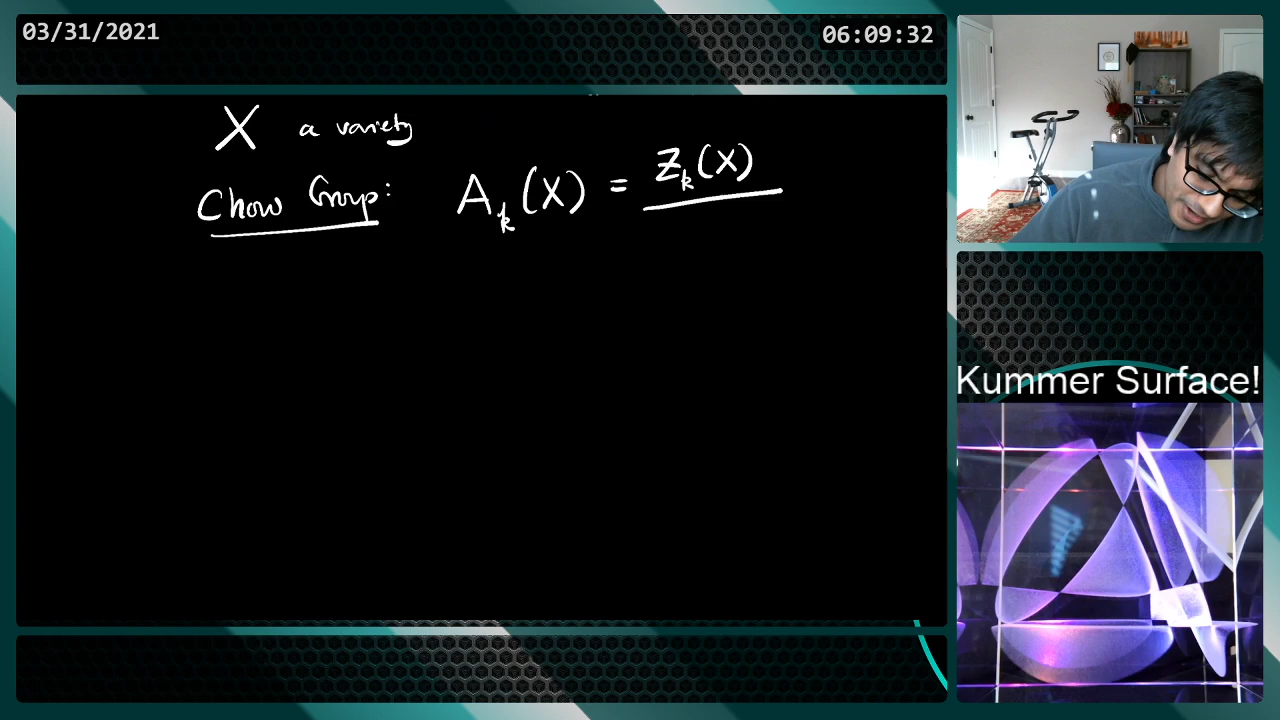 03/31/2021
06:09:32
X a variety
Chow Group: A_k(X) = Z_k(X)
Kummer Surface!